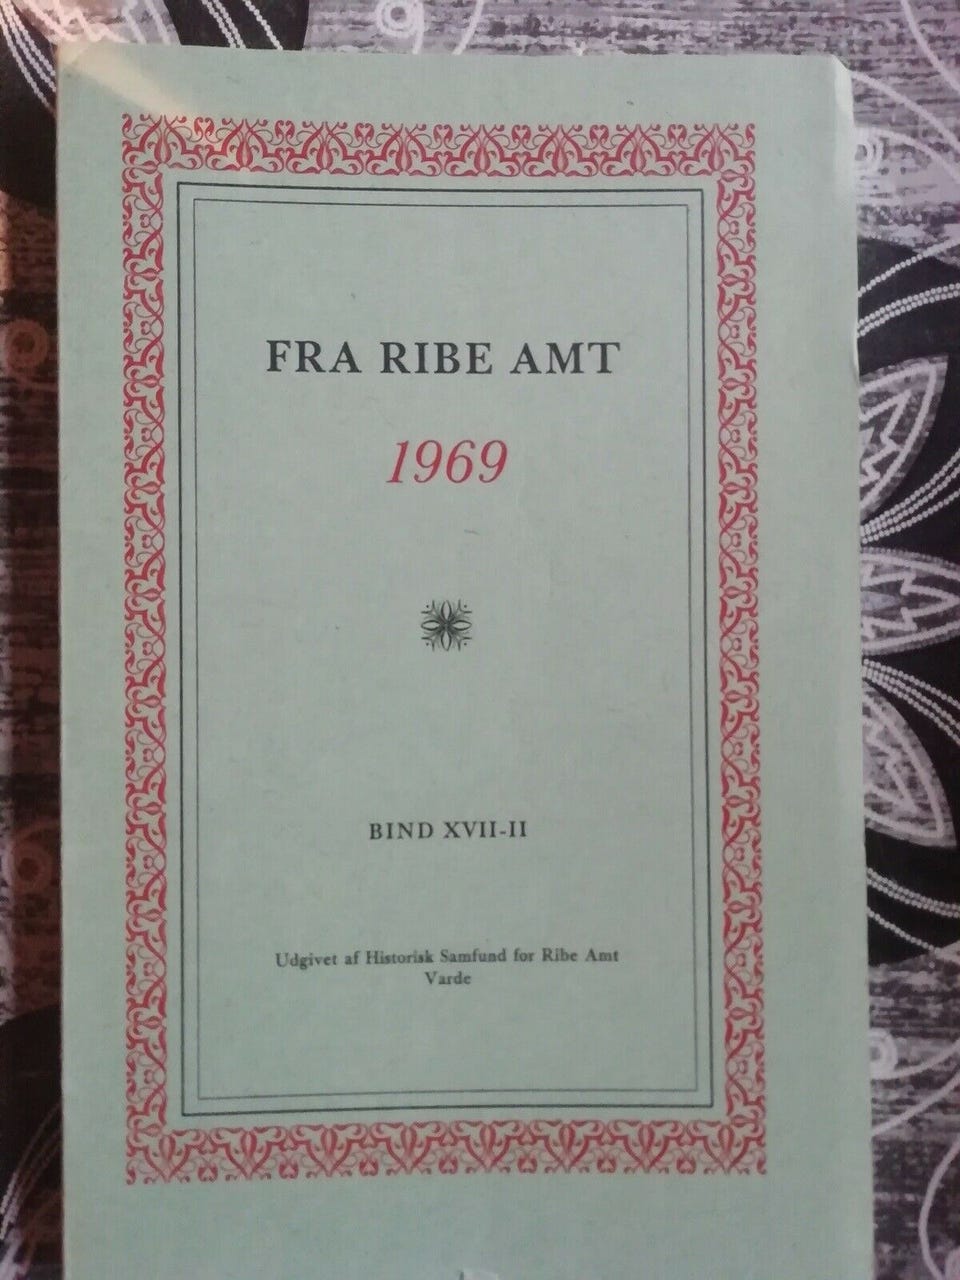 FRA RIBE AMT
1969
BIND XVII-II
Udgivet af Historisk Samfund for Ribe Amt
Varde